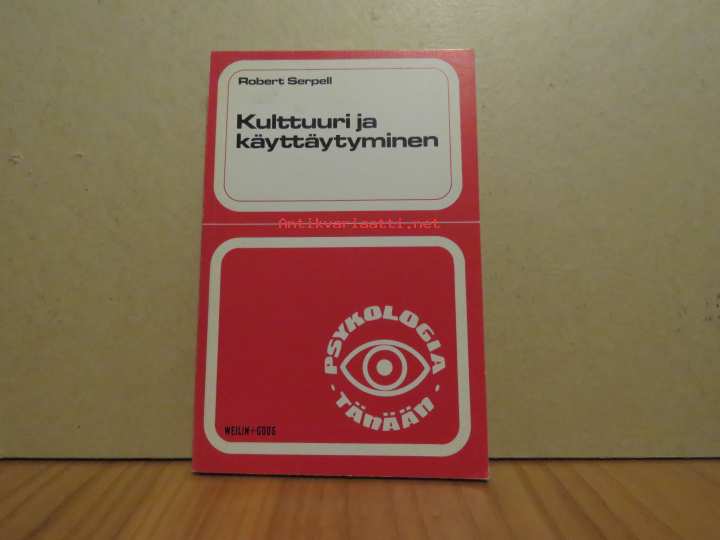 Robert Serpell
Kulttuuri ja
käyttäytyminen
Antikvariaatti.net
PSYKOLOGIA
- TÄNÄÄN -
WEILIN+GÖÖS